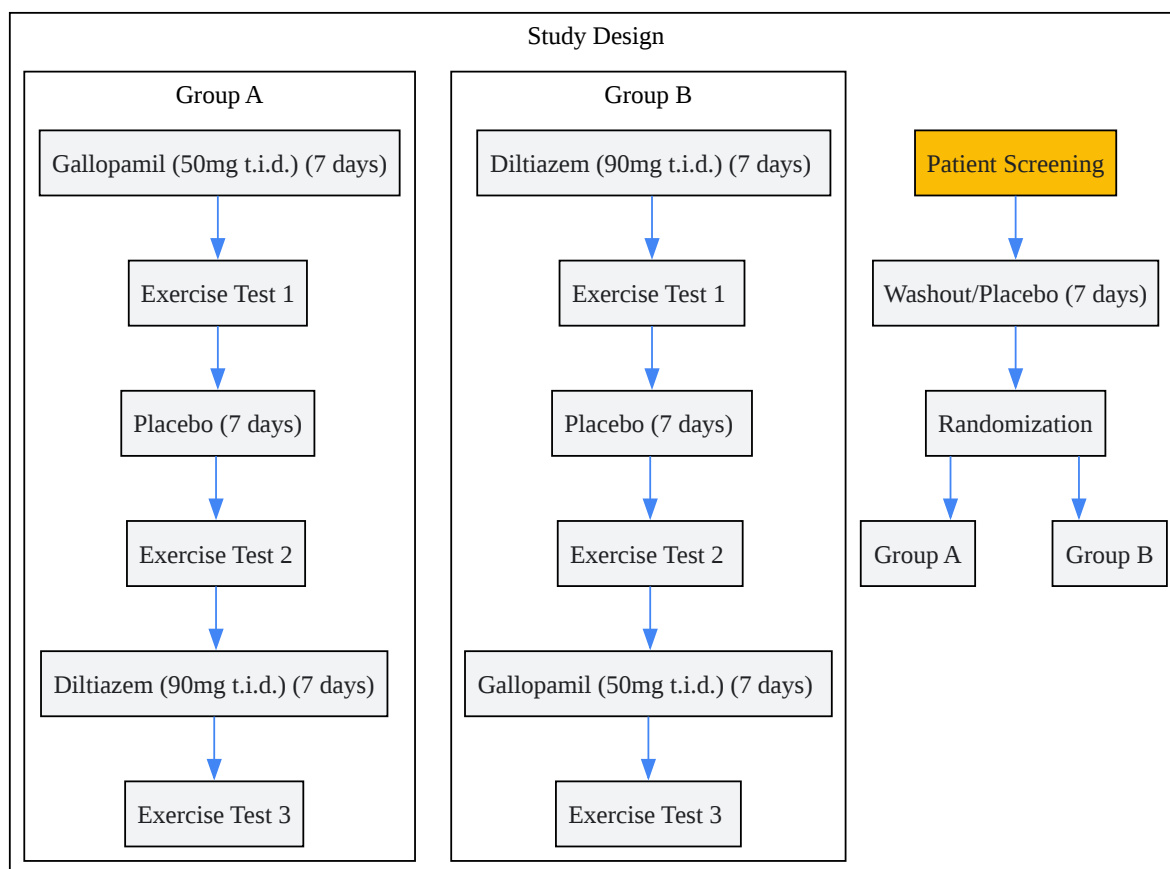 Study Design
Group A
Gallopamil (50mg t.i.d.) (7 days)
Exercise Test 1
Placebo (7 days)
Exercise Test 2
Diltiazem (90mg t.i.d.) (7 days)
Exercise Test 3
Group B
Diltiazem (90mg t.i.d.) (7 days)
Exercise Test 1
Placebo (7 days)
Exercise Test 2
Gallopamil (50mg t.i.d.) (7 days)
Exercise Test 3
Patient Screening
Washout/Placebo (7 days)
Randomization
Group A
Group B